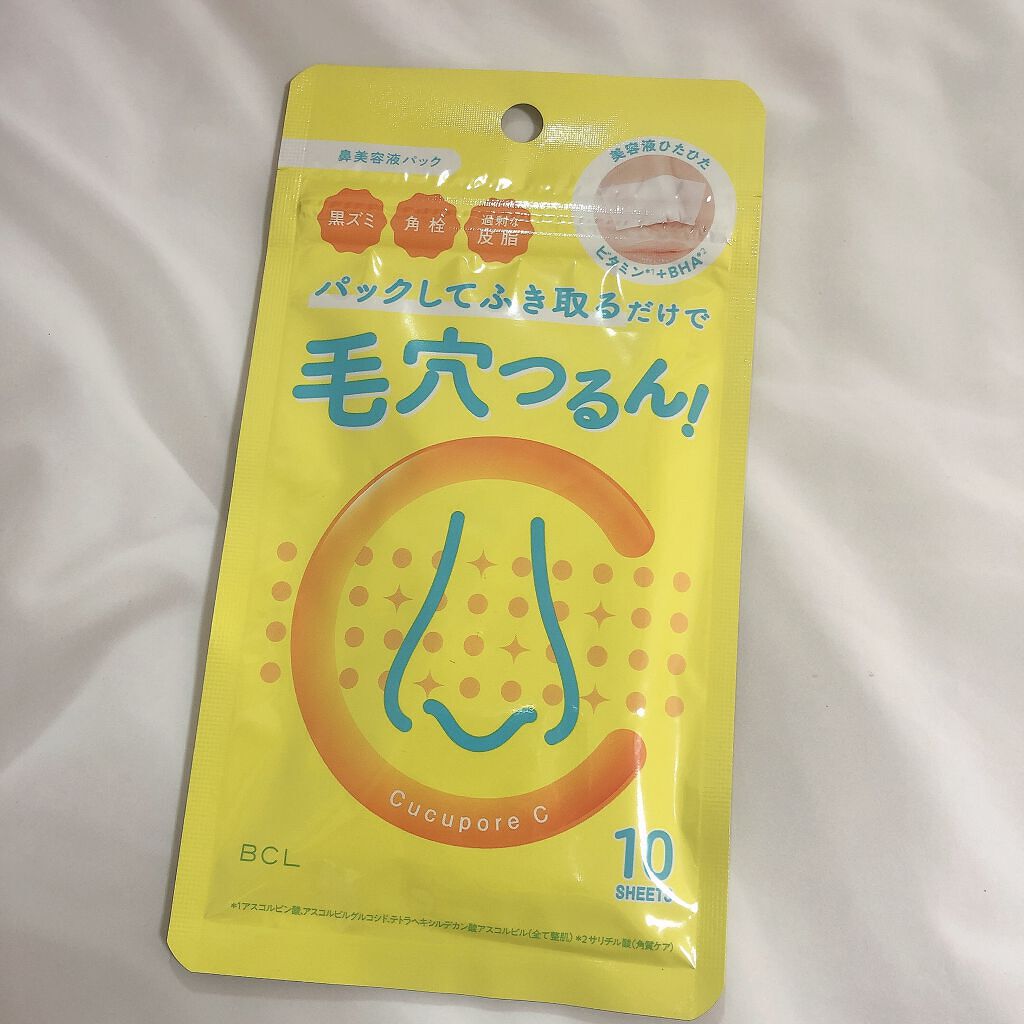 鼻美容液パック
美容液ひたひた
黒ズミ
角栓
過剰な
皮脂
ビタミン*1+BHA*2
パックしてふき取るだけで
毛穴つるん!
Cucupore C
BCL
10
SHEETS
*1アスコルビン酸、アスコルビルグルコシド、テトラヘキシルデカン酸アスコルビル(全て整肌) *2サリチル酸(角質ケア)